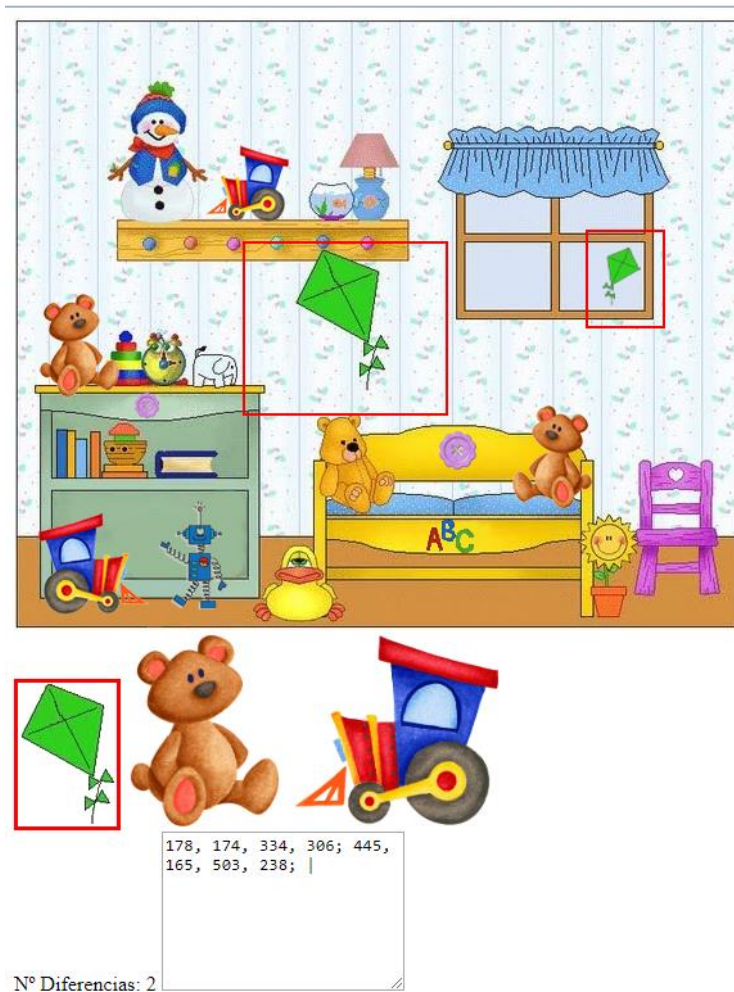 ABC
178, 174, 334, 306; 445,
165, 503, 238; |
Nº Diferencias: 2